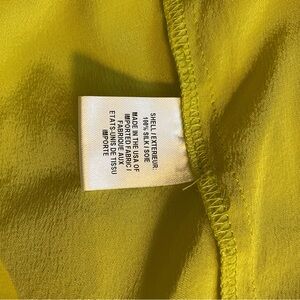 SHELL / EXTERIEUR:
100% SILK / SOIE
MADE IN THE USA OF
IMPORTED FABRIC /
FABRIQUE AUX
ETATS-UNIS DE TISSU
IMPORTE